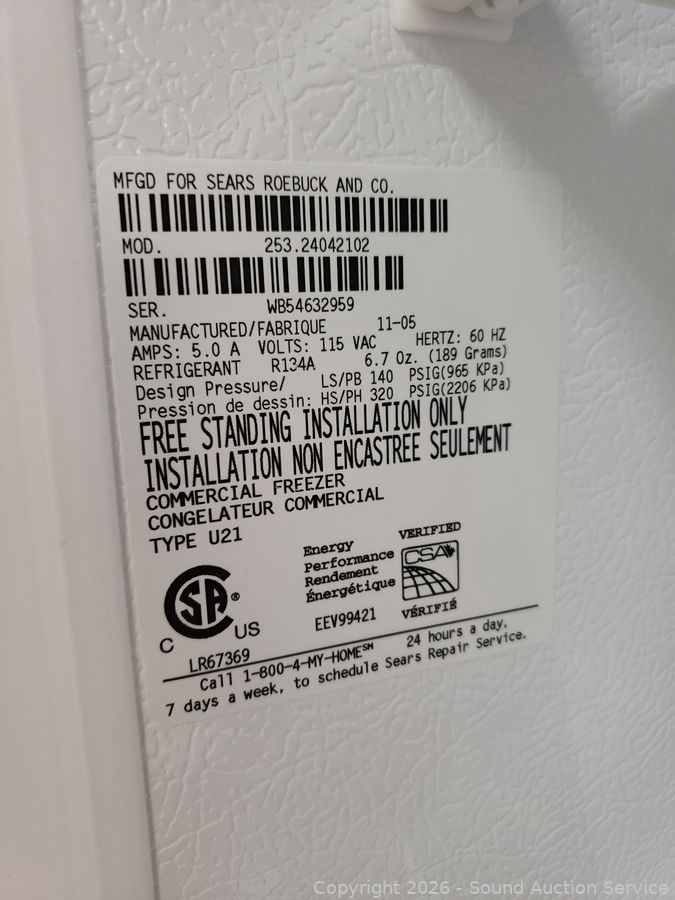 MFGD FOR SEARS ROEBUCK AND CO.
MOD. 253.24042102
SER. WB54632959
MANUFACTURED/FABRIQUE 11-05
AMPS: 5.0 A VOLTS: 115 VAC HERTZ: 60 HZ
REFRIGERANT R134A 6.7 Oz. (189 Grams)
Design Pressure/ LS/PB 140 PSIG(965 KPa)
Pression de dessin: HS/PH 320 PSIG(2206 KPa)
FREE STANDING INSTALLATION ONLY
INSTALLATION NON ENCASTREE SEULEMENT
COMMERCIAL FREEZER
CONGELATEUR COMMERCIAL
TYPE U21
Energy
Performance
Rendement
Énergétique
EEV99421
VERIFIED
CSA
VÉRIFIÉ
SA®
C US
LR67369
Call 1-800-4-MY-HOME℠ 24 hours a day,
7 days a week, to schedule Sears Repair Service.
Copyright 2026 - Sound Auction Service